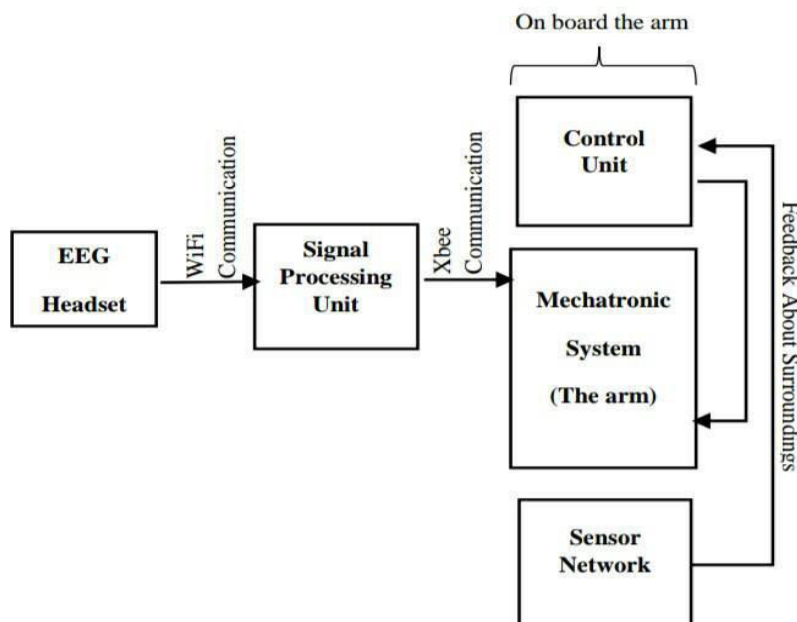 On board the arm
Control
Unit
EEG
Headset
WiFi
Communication
Signal
Processing
Unit
Xbee
Communication
Mechatronic
System
(The arm)
Feedback About Surroundings
Sensor
Network